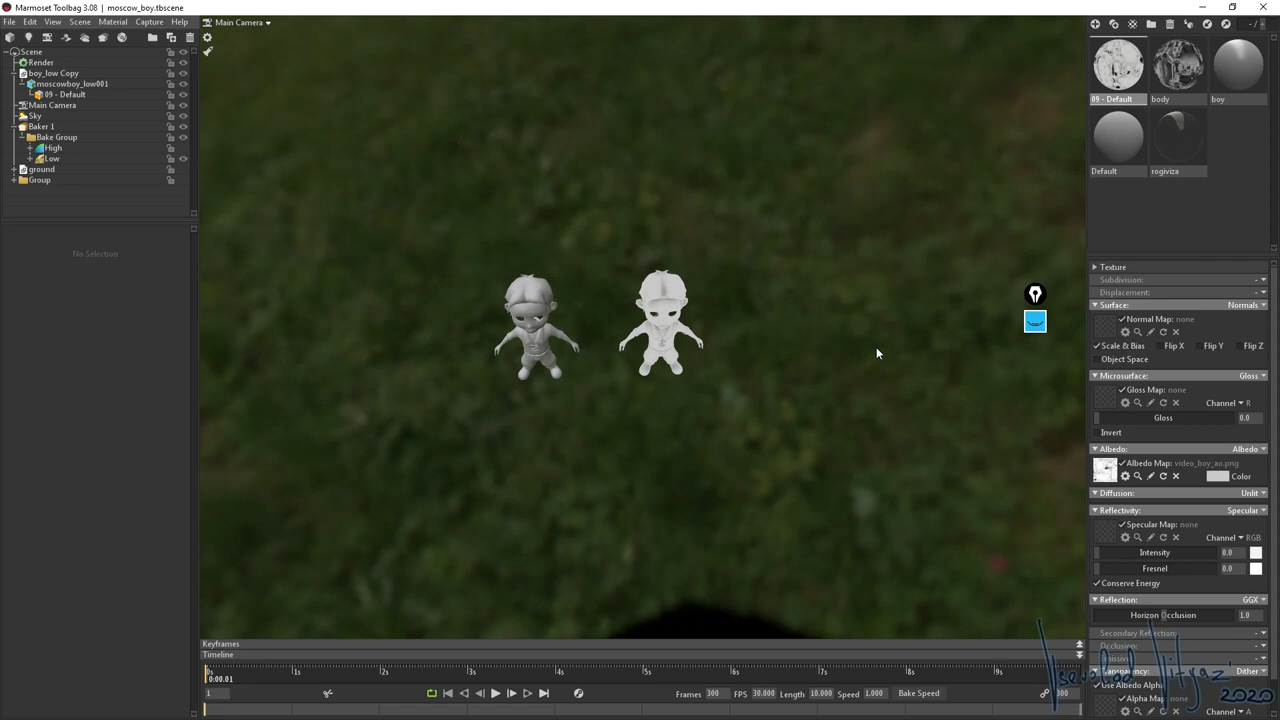 Marmoset Toolbag 3.08 | moscow_boy.tbscene
File Edit View Scene Material Capture Help
Main Camera
Scene
Render
boy_low Copy
moscowboy_low001
09 - Default
Main Camera
Sky
Baker 1
Bake Group
High
Low
ground
Group
No Selection
09 - Default body boy
Default rogiviza
Texture
Subdivision: -
Displacement: -
Surface: Normals
Normal Map: none
Scale & Bias Flip X Flip Y Flip Z
Object Space
Microsurface: Gloss
Gloss Map: none
Channel R
Gloss 0.0
Invert
Albedo: Albedo
Albedo Map: video_boy_ao.png
Color
Diffusion: Unlit
Reflectivity: Specular
Specular Map: none
Channel RGB
Intensity 0.0
Fresnel 0.0
Conserve Energy
Reflection: GGX
Horizon Occlusion 1.0
Secondary Reflection: -
Occlusion: -
Emissive: -
Transparency: Dither
Use Albedo Alpha
Alpha Map: none
Channel A
Keyframes
Timeline
0s 1s 2s 3s 4s 5s 6s 7s 8s 9s
0:00.01
1 Frames 300 FPS 30.000 Length 10.000 Speed 1.000 Bake Speed 300
Vsevolod Vityaz'
2020